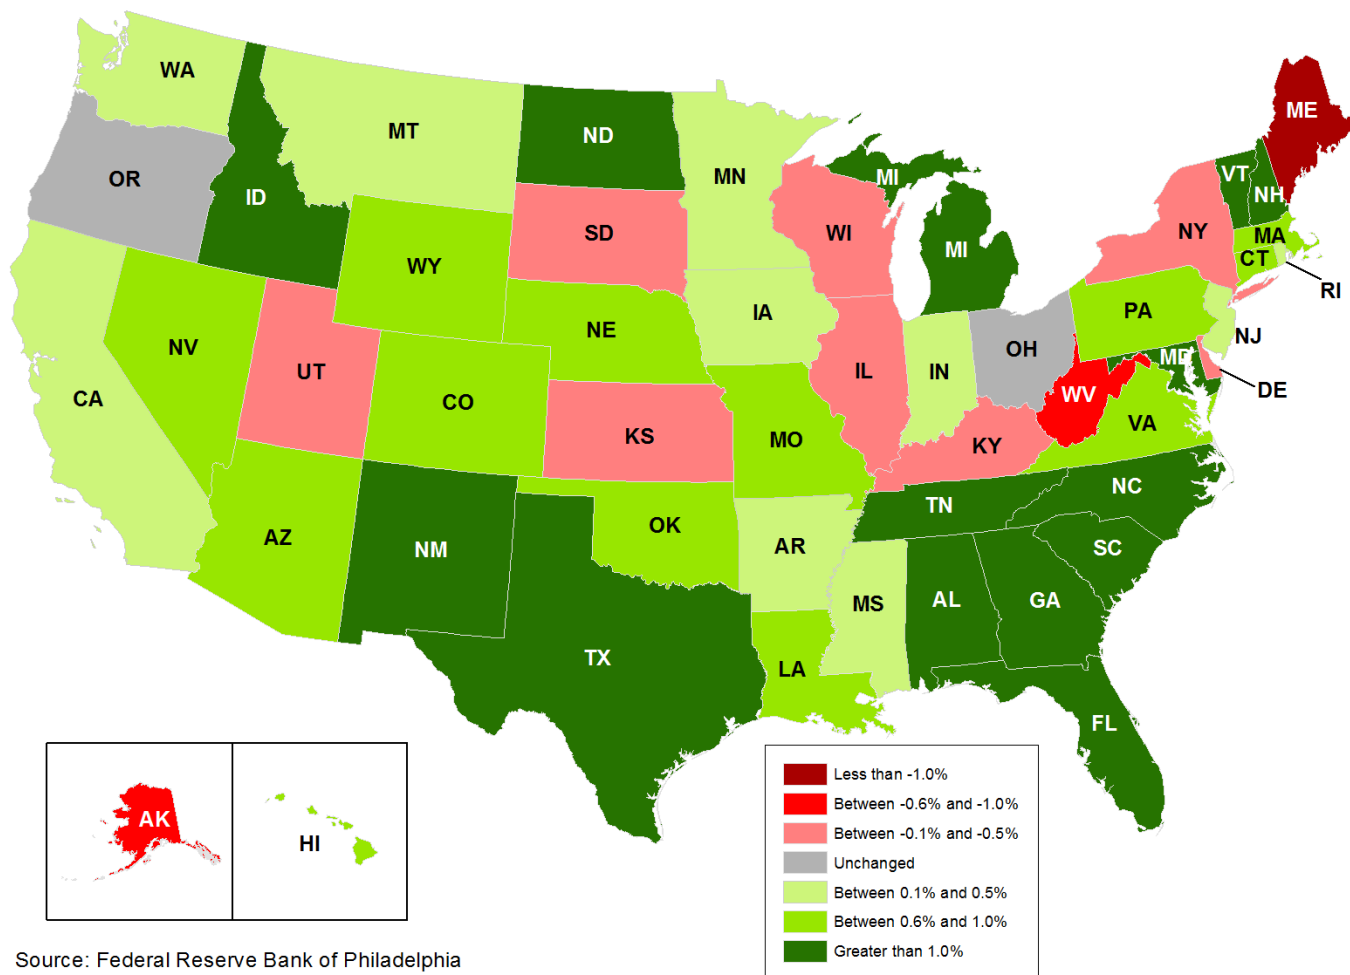 WA
MT
ND
MN
ME
VT
NH
MI
OR
ID
SD
WI
NY
MA
CT
RI
WY
MI
IA
NE
PA
NJ
NV
UT
CO
IL
IN
OH
MD
DE
CA
KS
MO
KY
WV
VA
AZ
NM
OK
AR
TN
NC
SC
MS
AL
GA
TX
LA
FL
AK
HI
Less than -1.0%
Between -0.6% and -1.0%
Between -0.1% and -0.5%
Unchanged
Between 0.1% and 0.5%
Between 0.6% and 1.0%
Greater than 1.0%
Source: Federal Reserve Bank of Philadelphia